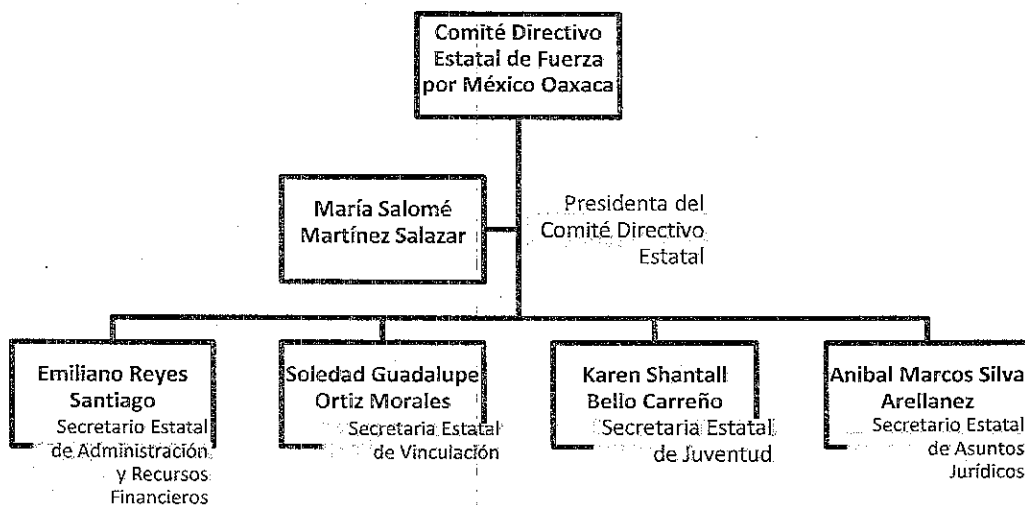 Comité Directivo
Estatal de Fuerza
por México Oaxaca
María Salomé
Martínez Salazar
Presidenta del
Comité Directivo
Estatal
Emiliano Reyes
Santiago
Secretario Estatal
de Administración
y Recursos
Financieros
Soledad Guadalupe
Ortiz Morales
Secretaria Estatal
de Vinculación
Karen Shantall
Bello Carreño
Secretaria Estatal
de Juventud
Anibal Marcos Silva
Arellanez
Secretario Estatal
de Asuntos
Jurídicos